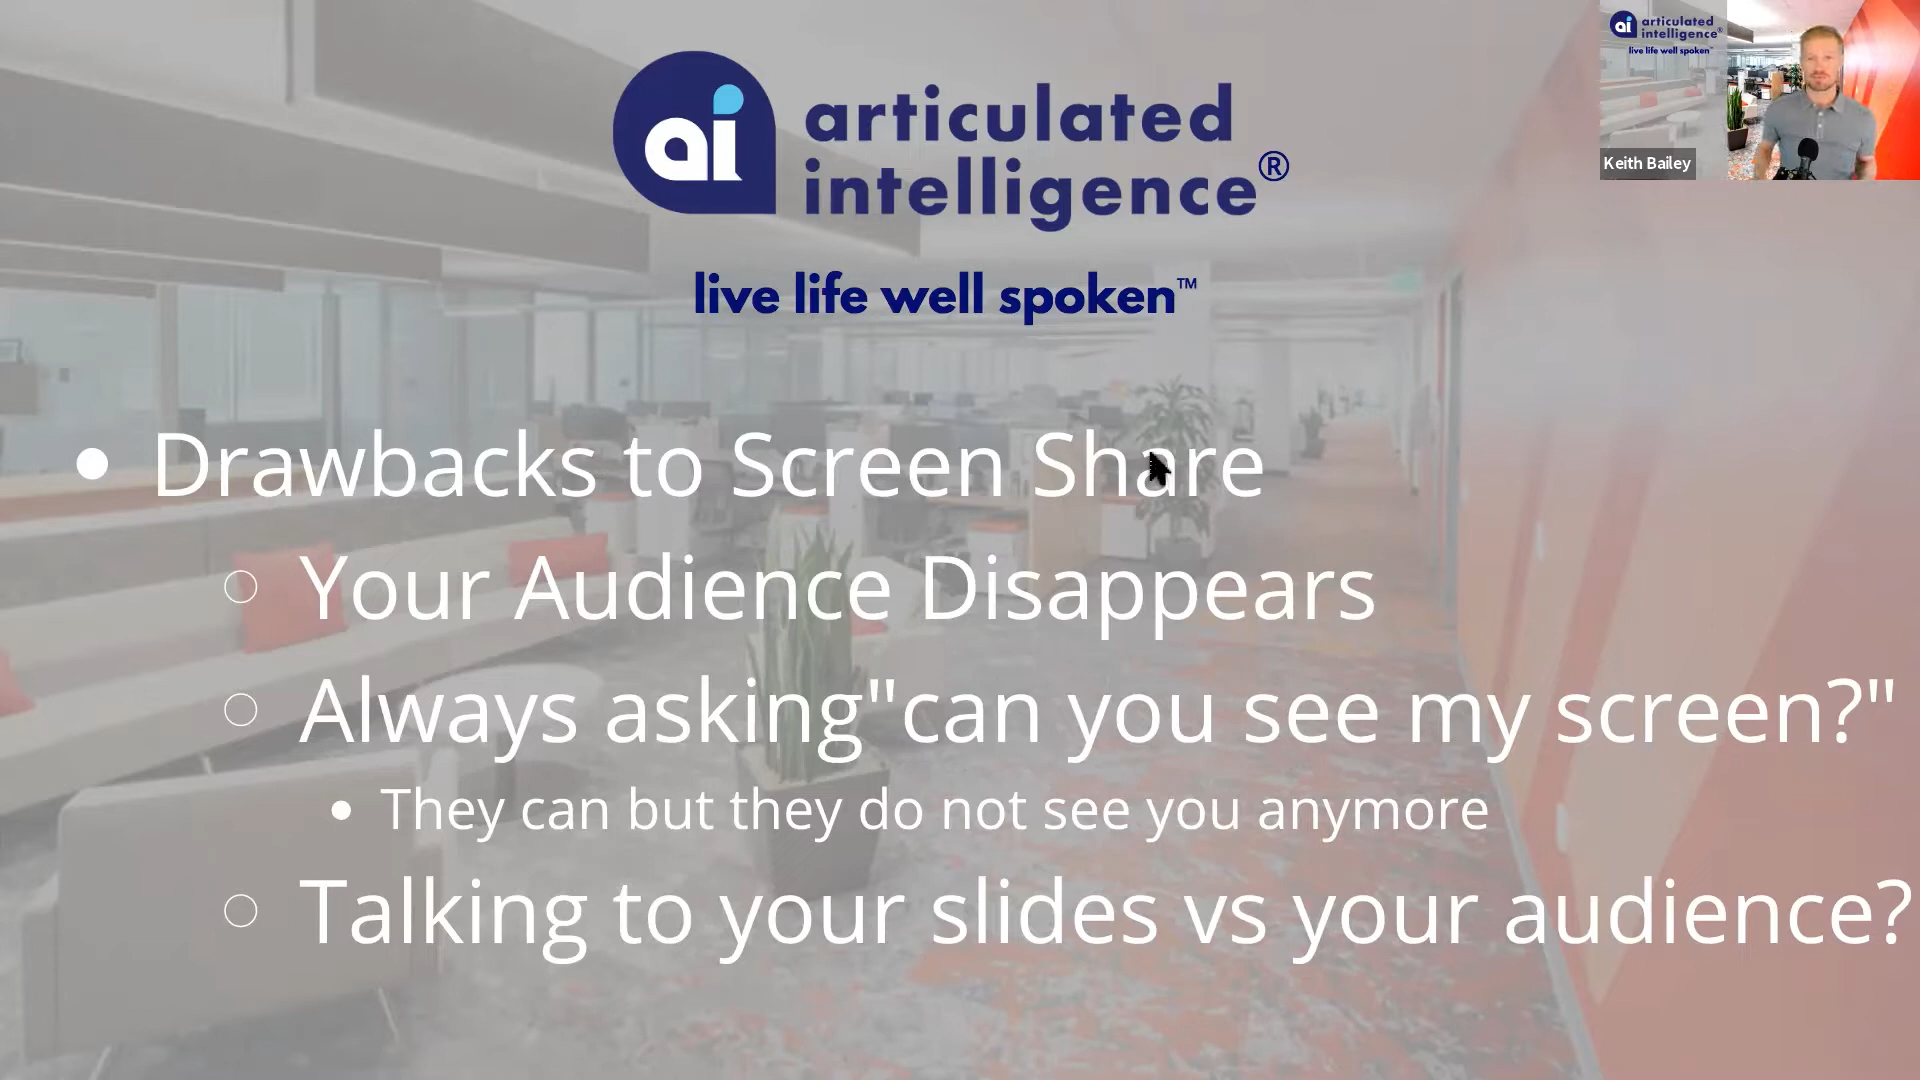 ai articulated
intelligence®
live life well spoken™
ai articulated
intelligence®
live life well spoken™
Keith Bailey
• Drawbacks to Screen Share
○ Your Audience Disappears
○ Always asking"can you see my screen?"
• They can but they do not see you anymore
○ Talking to your slides vs your audience?